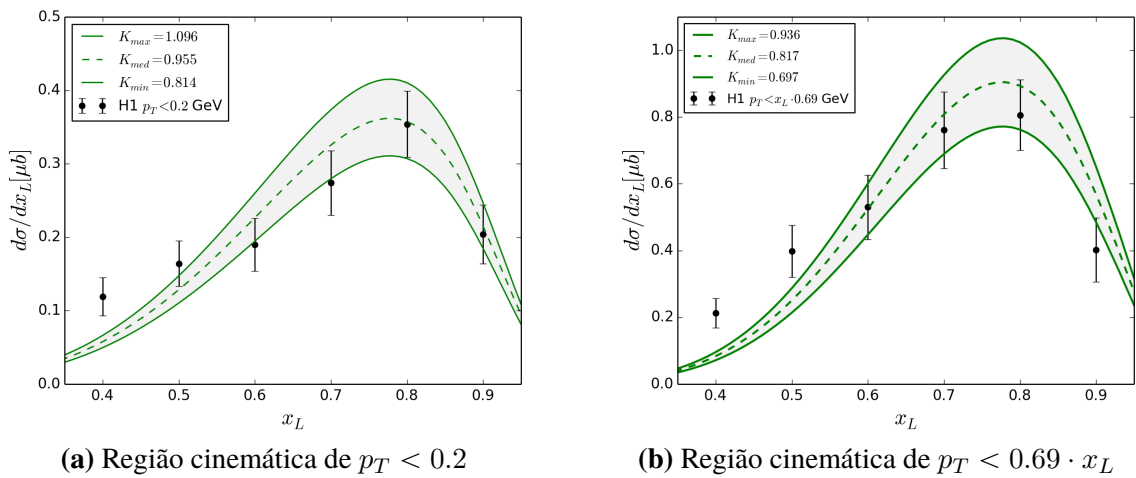 0.5
0.4
0.3
0.2
0.1
0.0
dσ/dx_L[μb]
K_max=1.096
K_med=0.955
K_min=0.814
H1 p_T<0.2 GeV
0.4 0.5 0.6 0.7 0.8 0.9
x_L
(a) Região cinemática de p_T < 0.2
1.0
0.8
0.6
0.4
0.2
0.0
dσ/dx_L[μb]
K_max=0.936
K_med=0.817
K_min=0.697
H1 p_T<x_L·0.69 GeV
0.4 0.5 0.6 0.7 0.8 0.9
x_L
(b) Região cinemática de p_T < 0.69 · x_L